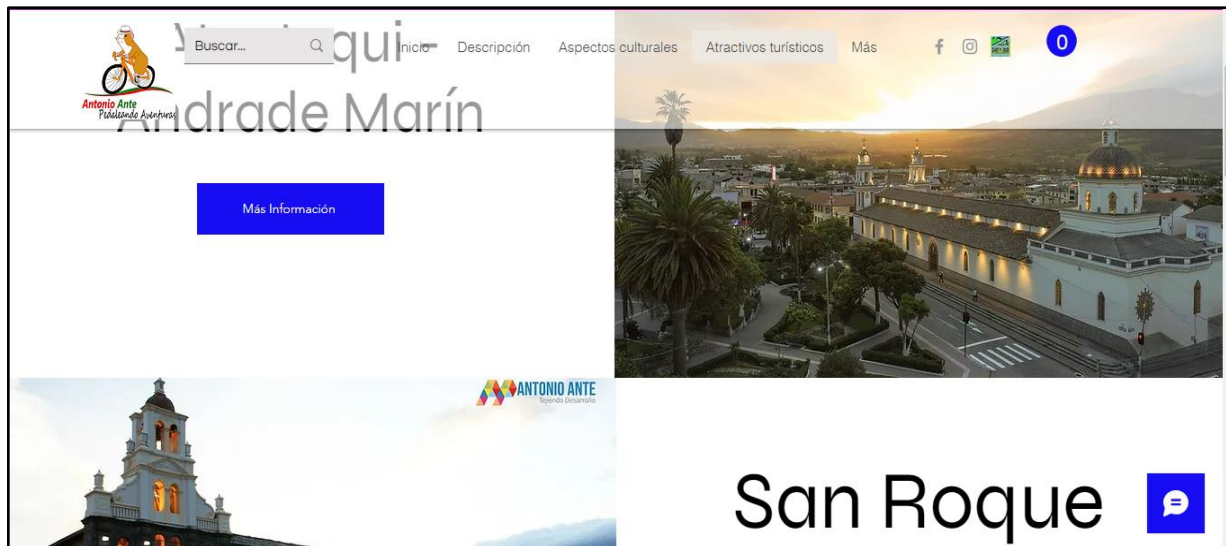 Buscar...
Inicio
Descripción
Aspectos culturales
Atractivos turísticos
Más
0
Antonio Ante
Pedaleando Aventuras
Andrade Marín
Más Información
ANTONIO ANTE
Tejiendo Desarrollo
San Roque